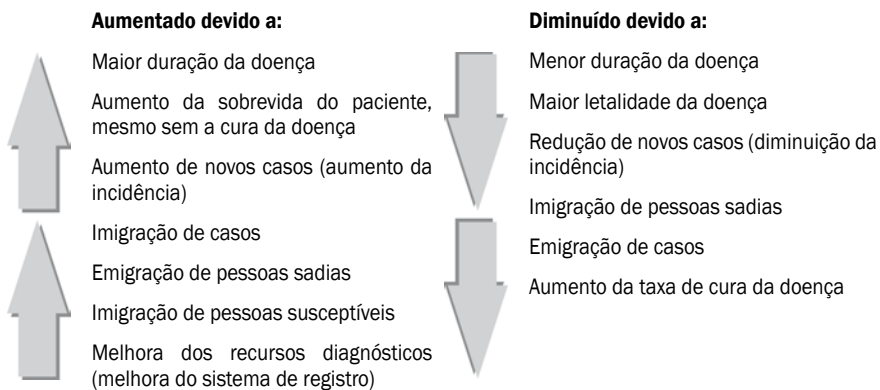 Aumentado devido a:
Maior duração da doença
Aumento da sobrevida do paciente,
mesmo sem a cura da doença
Aumento de novos casos (aumento da
incidência)
Imigração de casos
Emigração de pessoas sadias
Imigração de pessoas susceptíveis
Melhora dos recursos diagnósticos
(melhora do sistema de registro)
Diminuído devido a:
Menor duração da doença
Maior letalidade da doença
Redução de novos casos (diminuição da
incidência)
Imigração de pessoas sadias
Emigração de casos
Aumento da taxa de cura da doença